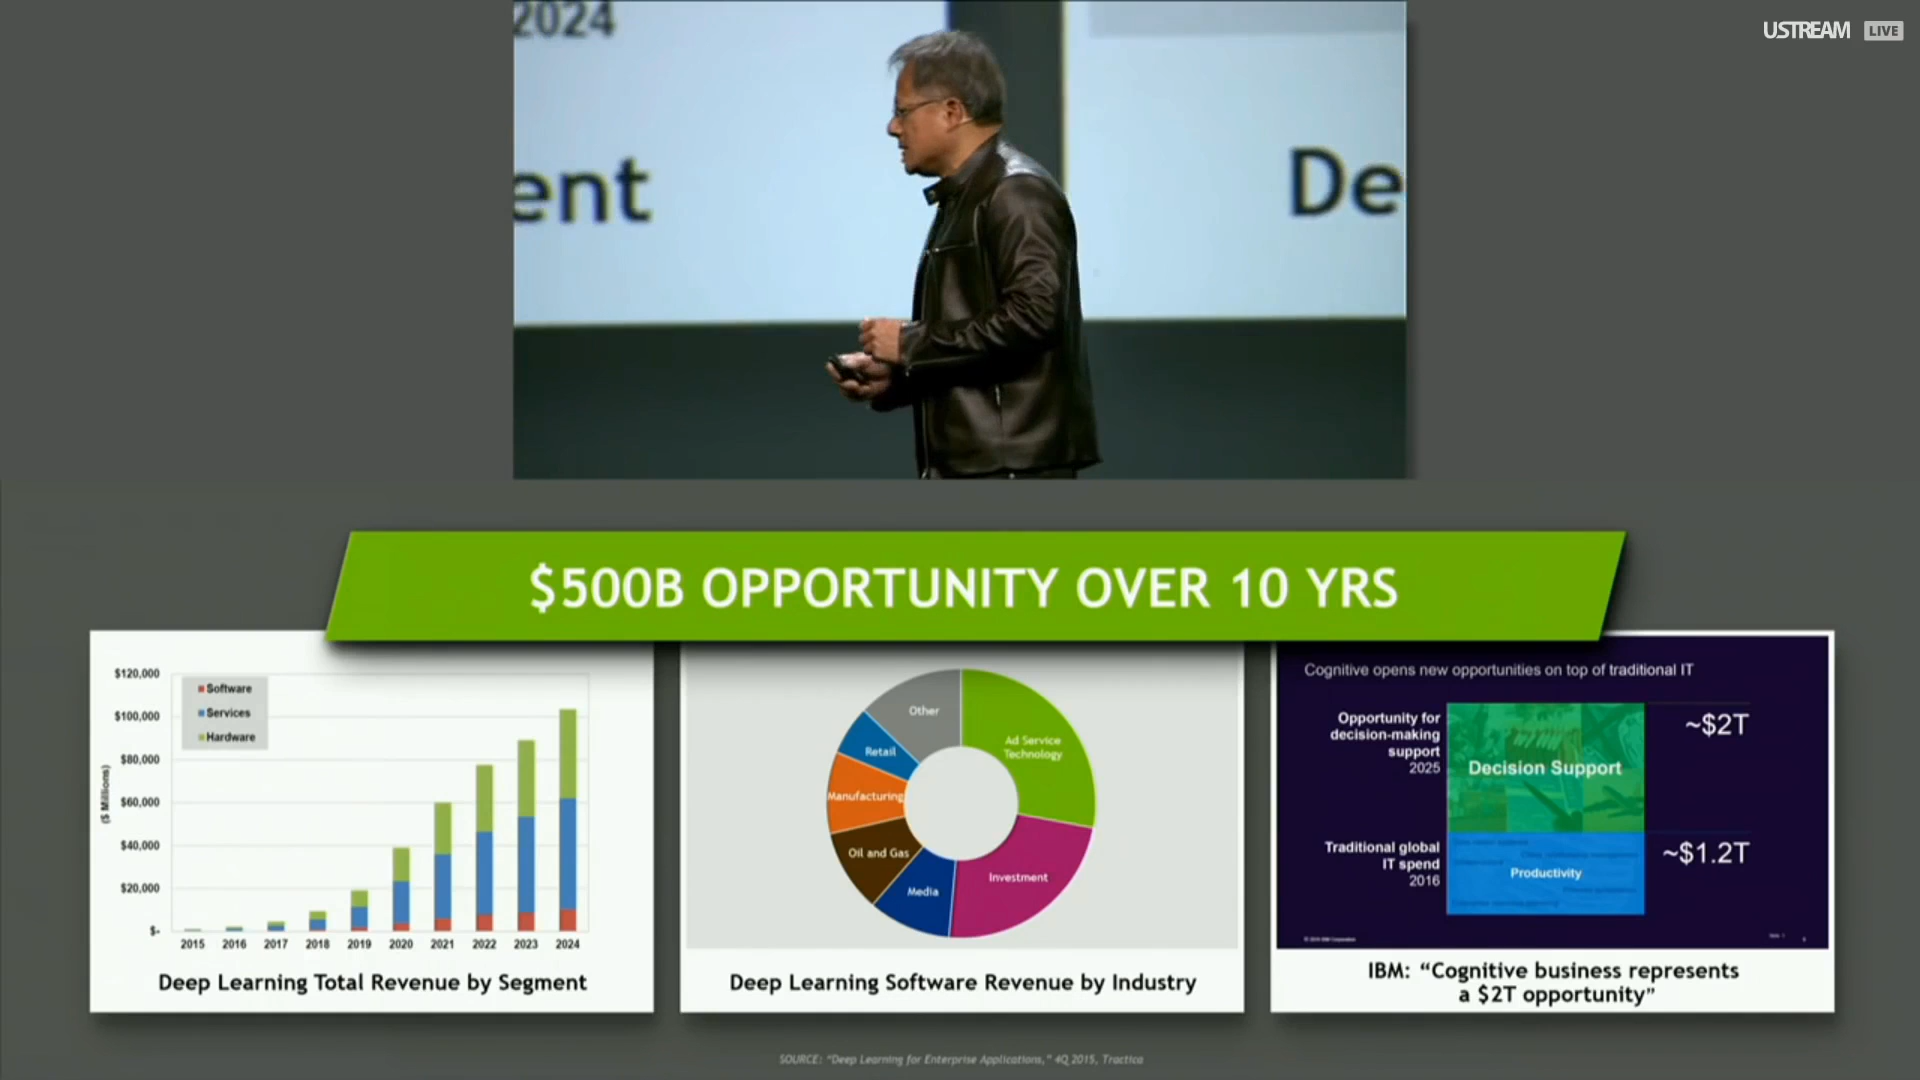 USTREAM LIVE
2024
ent
De
$500B OPPORTUNITY OVER 10 YRS
$120,000
$100,000
$80,000
$60,000
$40,000
$20,000
$-
($ Millions)
Software
Services
Hardware
2015 2016 2017 2018 2019 2020 2021 2022 2023 2024
Deep Learning Total Revenue by Segment
Other
Ad Service
Technology
Retail
Manufacturing
Oil and Gas
Media
Investment
Deep Learning Software Revenue by Industry
Cognitive opens new opportunities on top of traditional IT
Opportunity for
decision-making
support
2025
Decision Support
~$2T
Traditional global
IT spend
2016
Productivity
~$1.2T
IBM: “Cognitive business represents
a $2T opportunity”
SOURCE: "Deep Learning for Enterprise Applications," 4Q 2015, Tractica